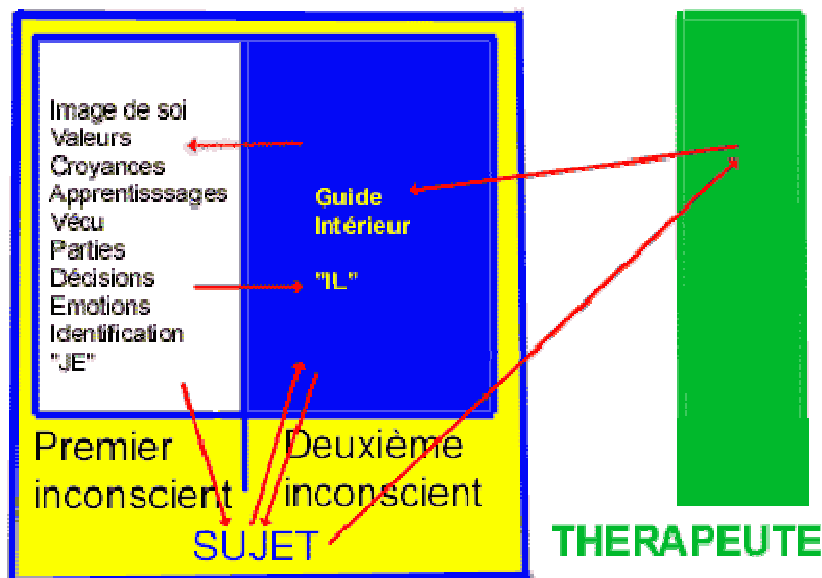 Image de soi
Valeurs
Croyances
Apprentisssages
Vécu
Parties
Décisions
Emotions
Identification
"JE"
Guide
Intérieur
"IL"
Premier
inconscient
Deuxième
inconscient
SUJET
THERAPEUTE